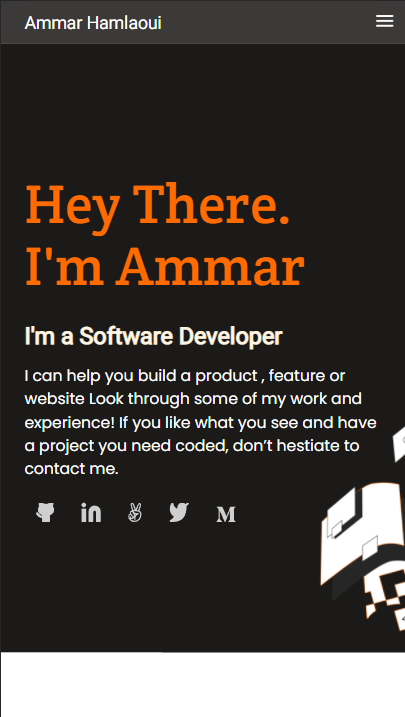 Ammar Hamlaoui
Hey There.
I'm Ammar
I'm a Software Developer
I can help you build a product , feature or
website Look through some of my work and
experience! If you like what you see and have
a project you need coded, don’t hestiate to
contact me.